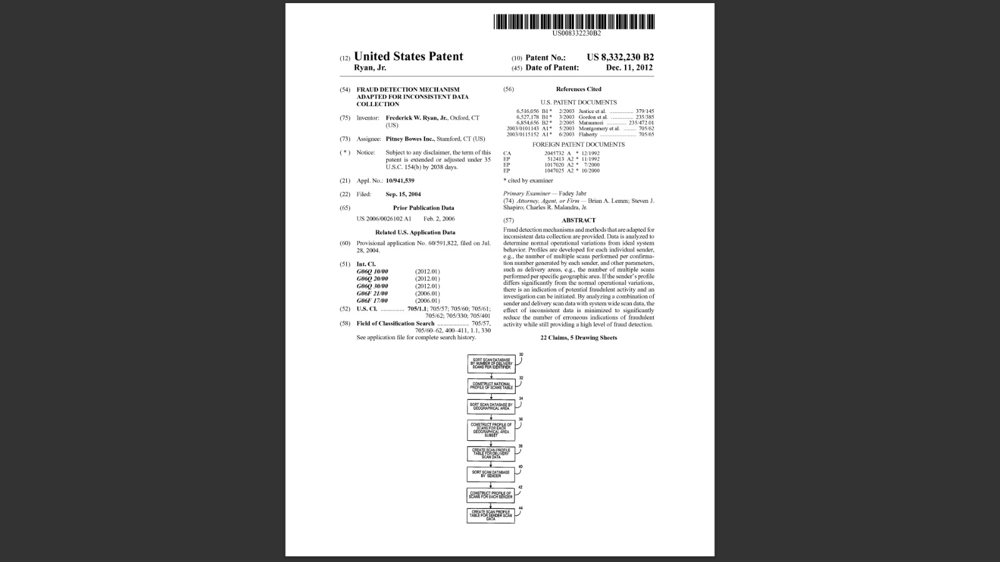 US008332230B2
(12) United States Patent
Ryan, Jr.
(10) Patent No.: US 8,332,230 B2
(45) Date of Patent: Dec. 11, 2012
(54) FRAUD DETECTION MECHANISM
ADAPTED FOR INCONSISTENT DATA
COLLECTION
(75) Inventor: Frederick W. Ryan, Jr., Oxford, CT
(US)
(73) Assignee: Pitney Bowes Inc., Stamford, CT (US)
( * ) Notice: Subject to any disclaimer, the term of this
patent is extended or adjusted under 35
U.S.C. 154(b) by 2038 days.
(21) Appl. No.: 10/941,539
(22) Filed: Sep. 15, 2004
(65) Prior Publication Data
US 2006/0026102 A1 Feb. 2, 2006
Related U.S. Application Data
(60) Provisional application No. 60/591,822, filed on Jul.
28, 2004.
(51) Int. Cl.
G06Q 10/00 (2012.01)
G06Q 20/00 (2012.01)
G06Q 30/00 (2012.01)
G06F 21/00 (2006.01)
G06F 17/00 (2006.01)
(52) U.S. Cl. ............... 705/1.1; 705/57; 705/60; 705/61;
705/62; 705/330; 705/401
(58) Field of Classification Search .................... 705/57,
705/60–62, 400–411, 1.1, 330
See application file for complete search history.
(56) References Cited
U.S. PATENT DOCUMENTS
6,516,056 B1 * 2/2003 Justice et al. ................ 379/145
6,527,178 B1 * 3/2003 Gordon et al. ............... 235/385
6,854,656 B2 * 2/2005 Matsumori ............. 235/472.01
2003/0101143 A1 * 5/2003 Montgomery et al. ........ 705/62
2003/0115152 A1 * 6/2003 Flaherty ......................... 705/65
FOREIGN PATENT DOCUMENTS
CA 2045732 A * 12/1992
EP 512413 A2 * 11/1992
EP 1017020 A2 * 7/2000
EP 1047025 A2 * 10/2000
* cited by examiner
Primary Examiner — Fadey Jabr
(74) Attorney, Agent, or Firm — Brian A. Lemm; Steven J.
Shapiro; Charles R. Malandra, Jr.
(57) ABSTRACT
Fraud detection mechanisms and methods that are adapted for
inconsistent data collection are provided. Data is analyzed to
determine normal operational variations from ideal system
behavior. Profiles are developed for each individual sender,
e.g., the number of multiple scans performed per confirma-
tion number generated by each sender, and other parameters,
such as delivery areas, e.g., the number of multiple scans
performed per specific geographic area. If the sender's profile
differs significantly from the normal operational variations,
there is an indication of potential fraudulent activity and an
investigation can be initiated. By analyzing a combination of
sender and delivery scan data with system wide scan data, the
effect of inconsistent data is minimized to significantly
reduce the number of erroneous indications of fraudulent
activity while still providing a high level of fraud detection.
22 Claims, 5 Drawing Sheets
30
SORT SCAN DATABASE
BY NUMBER OF DELIVERY
SCANS PER IDENTIFIER
32
CONSTRUCT NATIONAL
PROFILE OF SCANS TABLE
34
SORT SCAN DATABASE BY
GEOGRAPHICAL AREA
36
CONSTRUCT PROFILE OF
SCANS FOR EACH
GEOGRAPHICAL AREA
SUBSET
38
CREATE SCAN PROFILE
TABLE FOR DELIVERY
SCAN DATA
40
SORT SCAN DATABASE
BY SENDER
42
CONSTRUCT PROFILE OF
SCANS FOR EACH SENDER
44
CREATE SCAN PROFILE
TABLE FOR SENDER SCAN
DATA